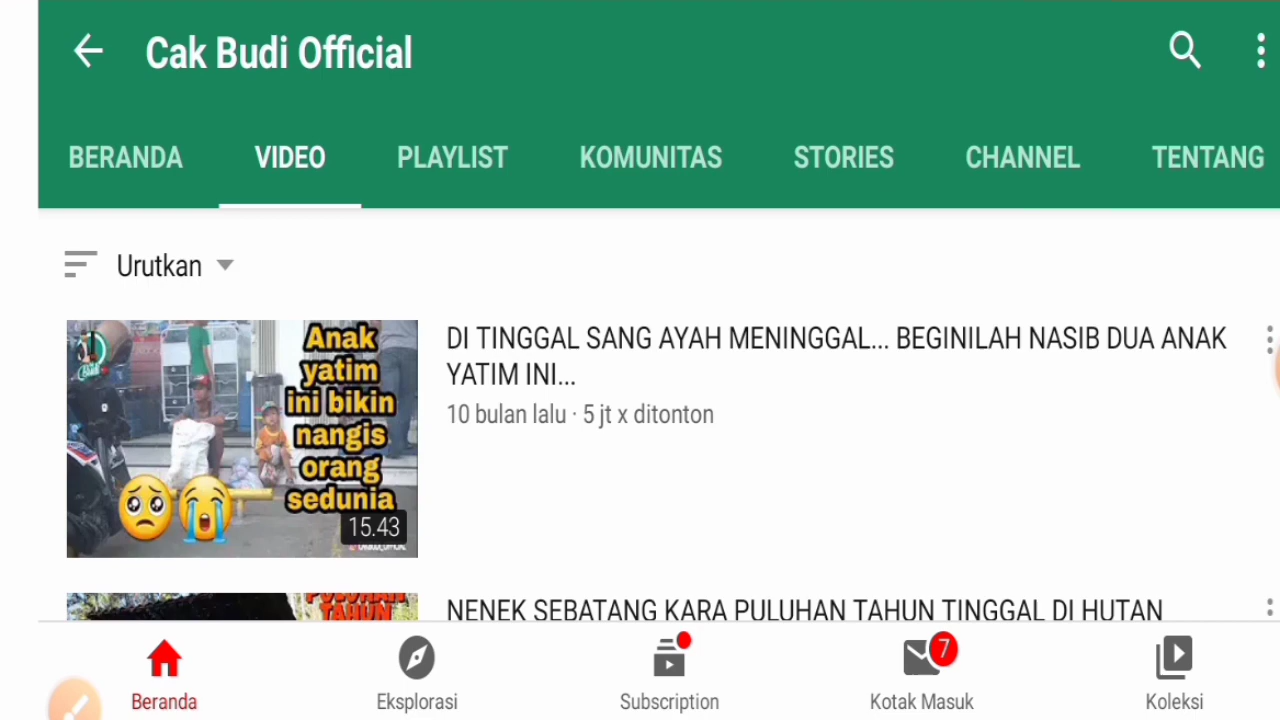 Cak Budi Official
BERANDA VIDEO PLAYLIST KOMUNITAS STORIES CHANNEL TENTANG
Urutkan
Anak
yatim
ini bikin
nangis
orang
sedunia
15.43
DI TINGGAL SANG AYAH MENINGGAL... BEGINILAH NASIB DUA ANAK
YATIM INI...
10 bulan lalu · 5 jt x ditonton
PULUHAN
TAHUN
NENEK SEBATANG KARA PULUHAN TAHUN TINGGAL DI HUTAN
7
Beranda Eksplorasi Subscription Kotak Masuk Koleksi